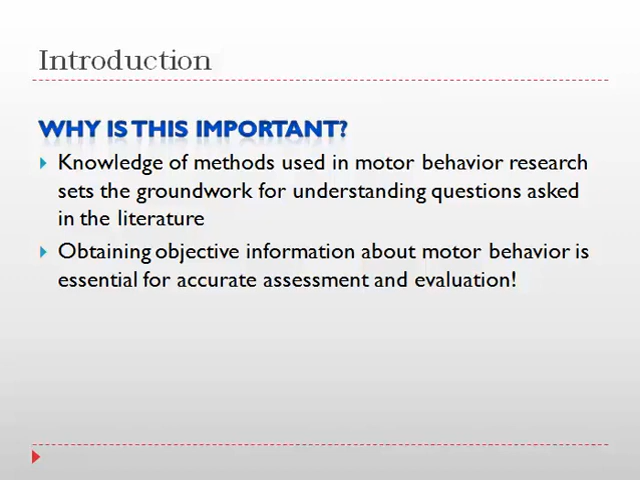 Introduction
WHY IS THIS IMPORTANT?
Knowledge of methods used in motor behavior research
sets the groundwork for understanding questions asked
in the literature
Obtaining objective information about motor behavior is
essential for accurate assessment and evaluation!